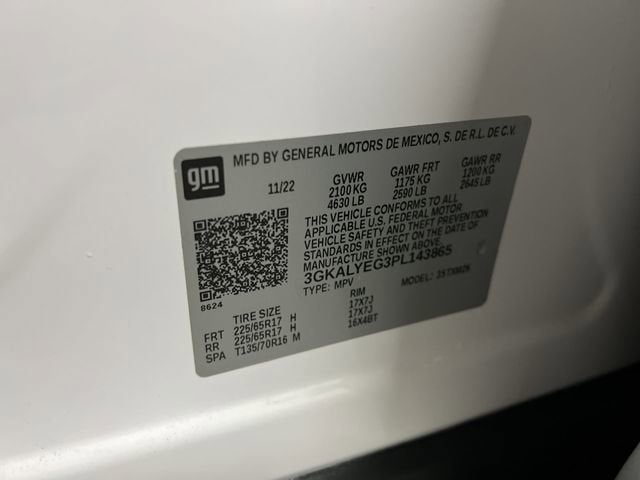 gm
MFD BY GENERAL MOTORS DE MEXICO, S. DE R.L. DE C.V.
11/22 GVWR GAWR FRT GAWR RR
2100 KG 1175 KG 1200 KG
4630 LB 2590 LB 2645 LB
THIS VEHICLE CONFORMS TO ALL
APPLICABLE U.S. FEDERAL MOTOR
VEHICLE SAFETY AND THEFT PREVENTION
STANDARDS IN EFFECT ON THE DATE OF
MANUFACTURE SHOWN ABOVE.
3GKALYEG3PL143865
TYPE: MPV MODEL:
8624
TIRE SIZE RIM
FRT 225/65R17 H 17X7J
RR 225/65R17 H 17X7J
SPA T135/70R16 M 16X4BT